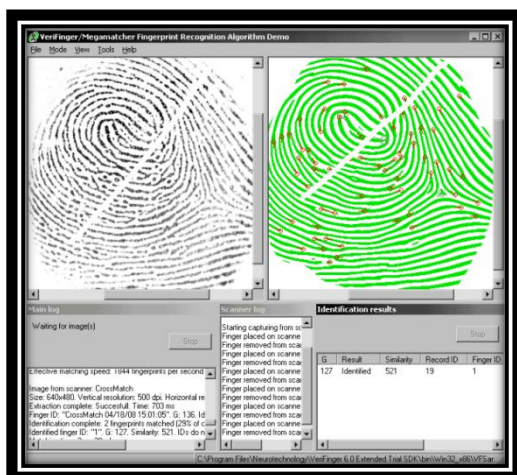 VeriFinger/Megamatcher Fingerprint Recognition Algorithm Demo
File Mode View Tools Help
Main log
Waiting for image(s)
Stop
Effective matching speed: 1844 fingerprints per second
Image from scanner: CrossMatch
Size: 640x480. Vertical resolution: 500 dpi. Horizontal re
Extraction complete: Successful. Time: 703 ms
Finger ID: "CrossMatch 04/18/08 15:01:05". G: 136. Id
Identification complete: 2 fingerprints matched (29% of c
Identified finger ID: "1". G: 127. Similarity: 521. IDs do n
Scanner log
Starting capturing from sc
Finger placed on scanne
Finger removed from sca
Finger placed on scanne
Finger removed from sca
Finger placed on scanne
Finger removed from sca
Finger placed on scanne
Finger removed from sca
Finger placed on scanne
Finger removed from sca
Finger placed on scanne
Finger removed from sca
Identification results
Stop
G Result Similarity Record ID Finger ID
127 Identified 521 19 1
C:\Program Files\Neurotechnology\VeriFinger 6.0 Extended Trial SDK\bin\Win32_x86\VFSar